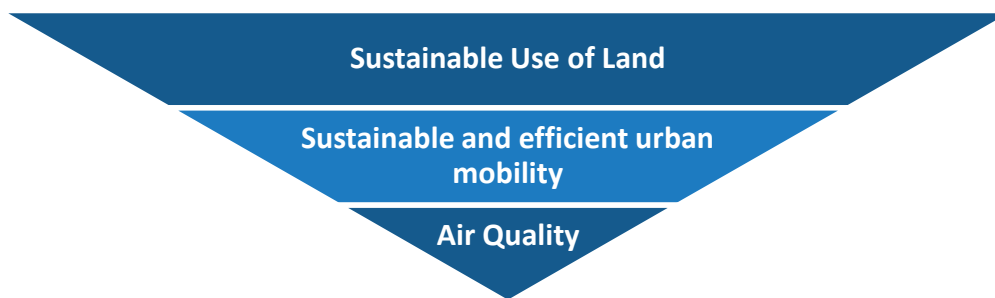 Sustainable Use of Land
Sustainable and efficient urban
mobility
Air Quality